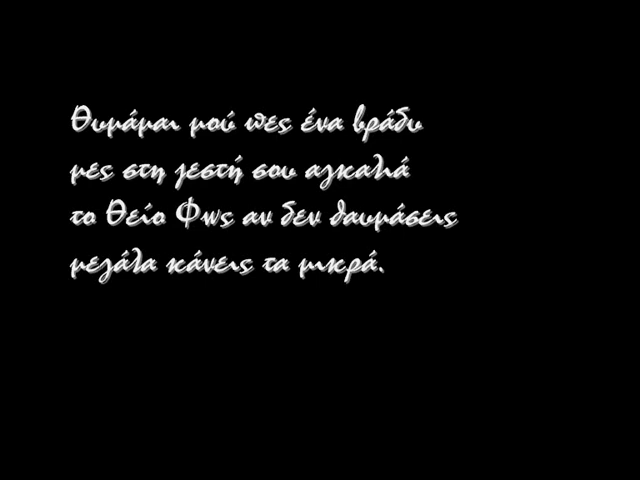 Θυμάμαι μού πες ένα βράδυ
μες στη ζεστή σου αγκαλιά
το Θείο Φως αν δεν θαυμάσεις
μεγάλα κάνεις τα μικρά.